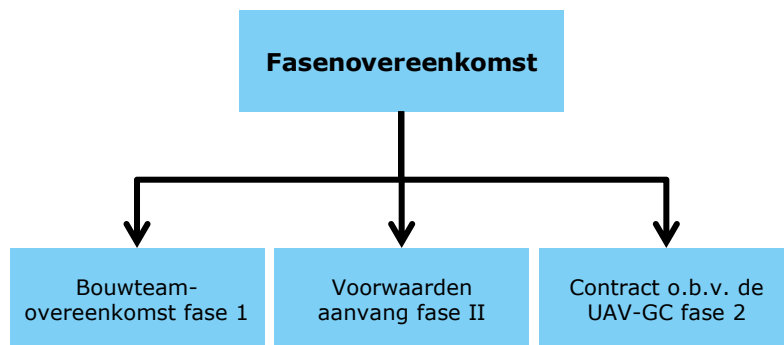 Fasenovereenkomst
Bouwteam-
overeenkomst fase 1
Voorwaarden
aanvang fase II
Contract o.b.v. de
UAV-GC fase 2